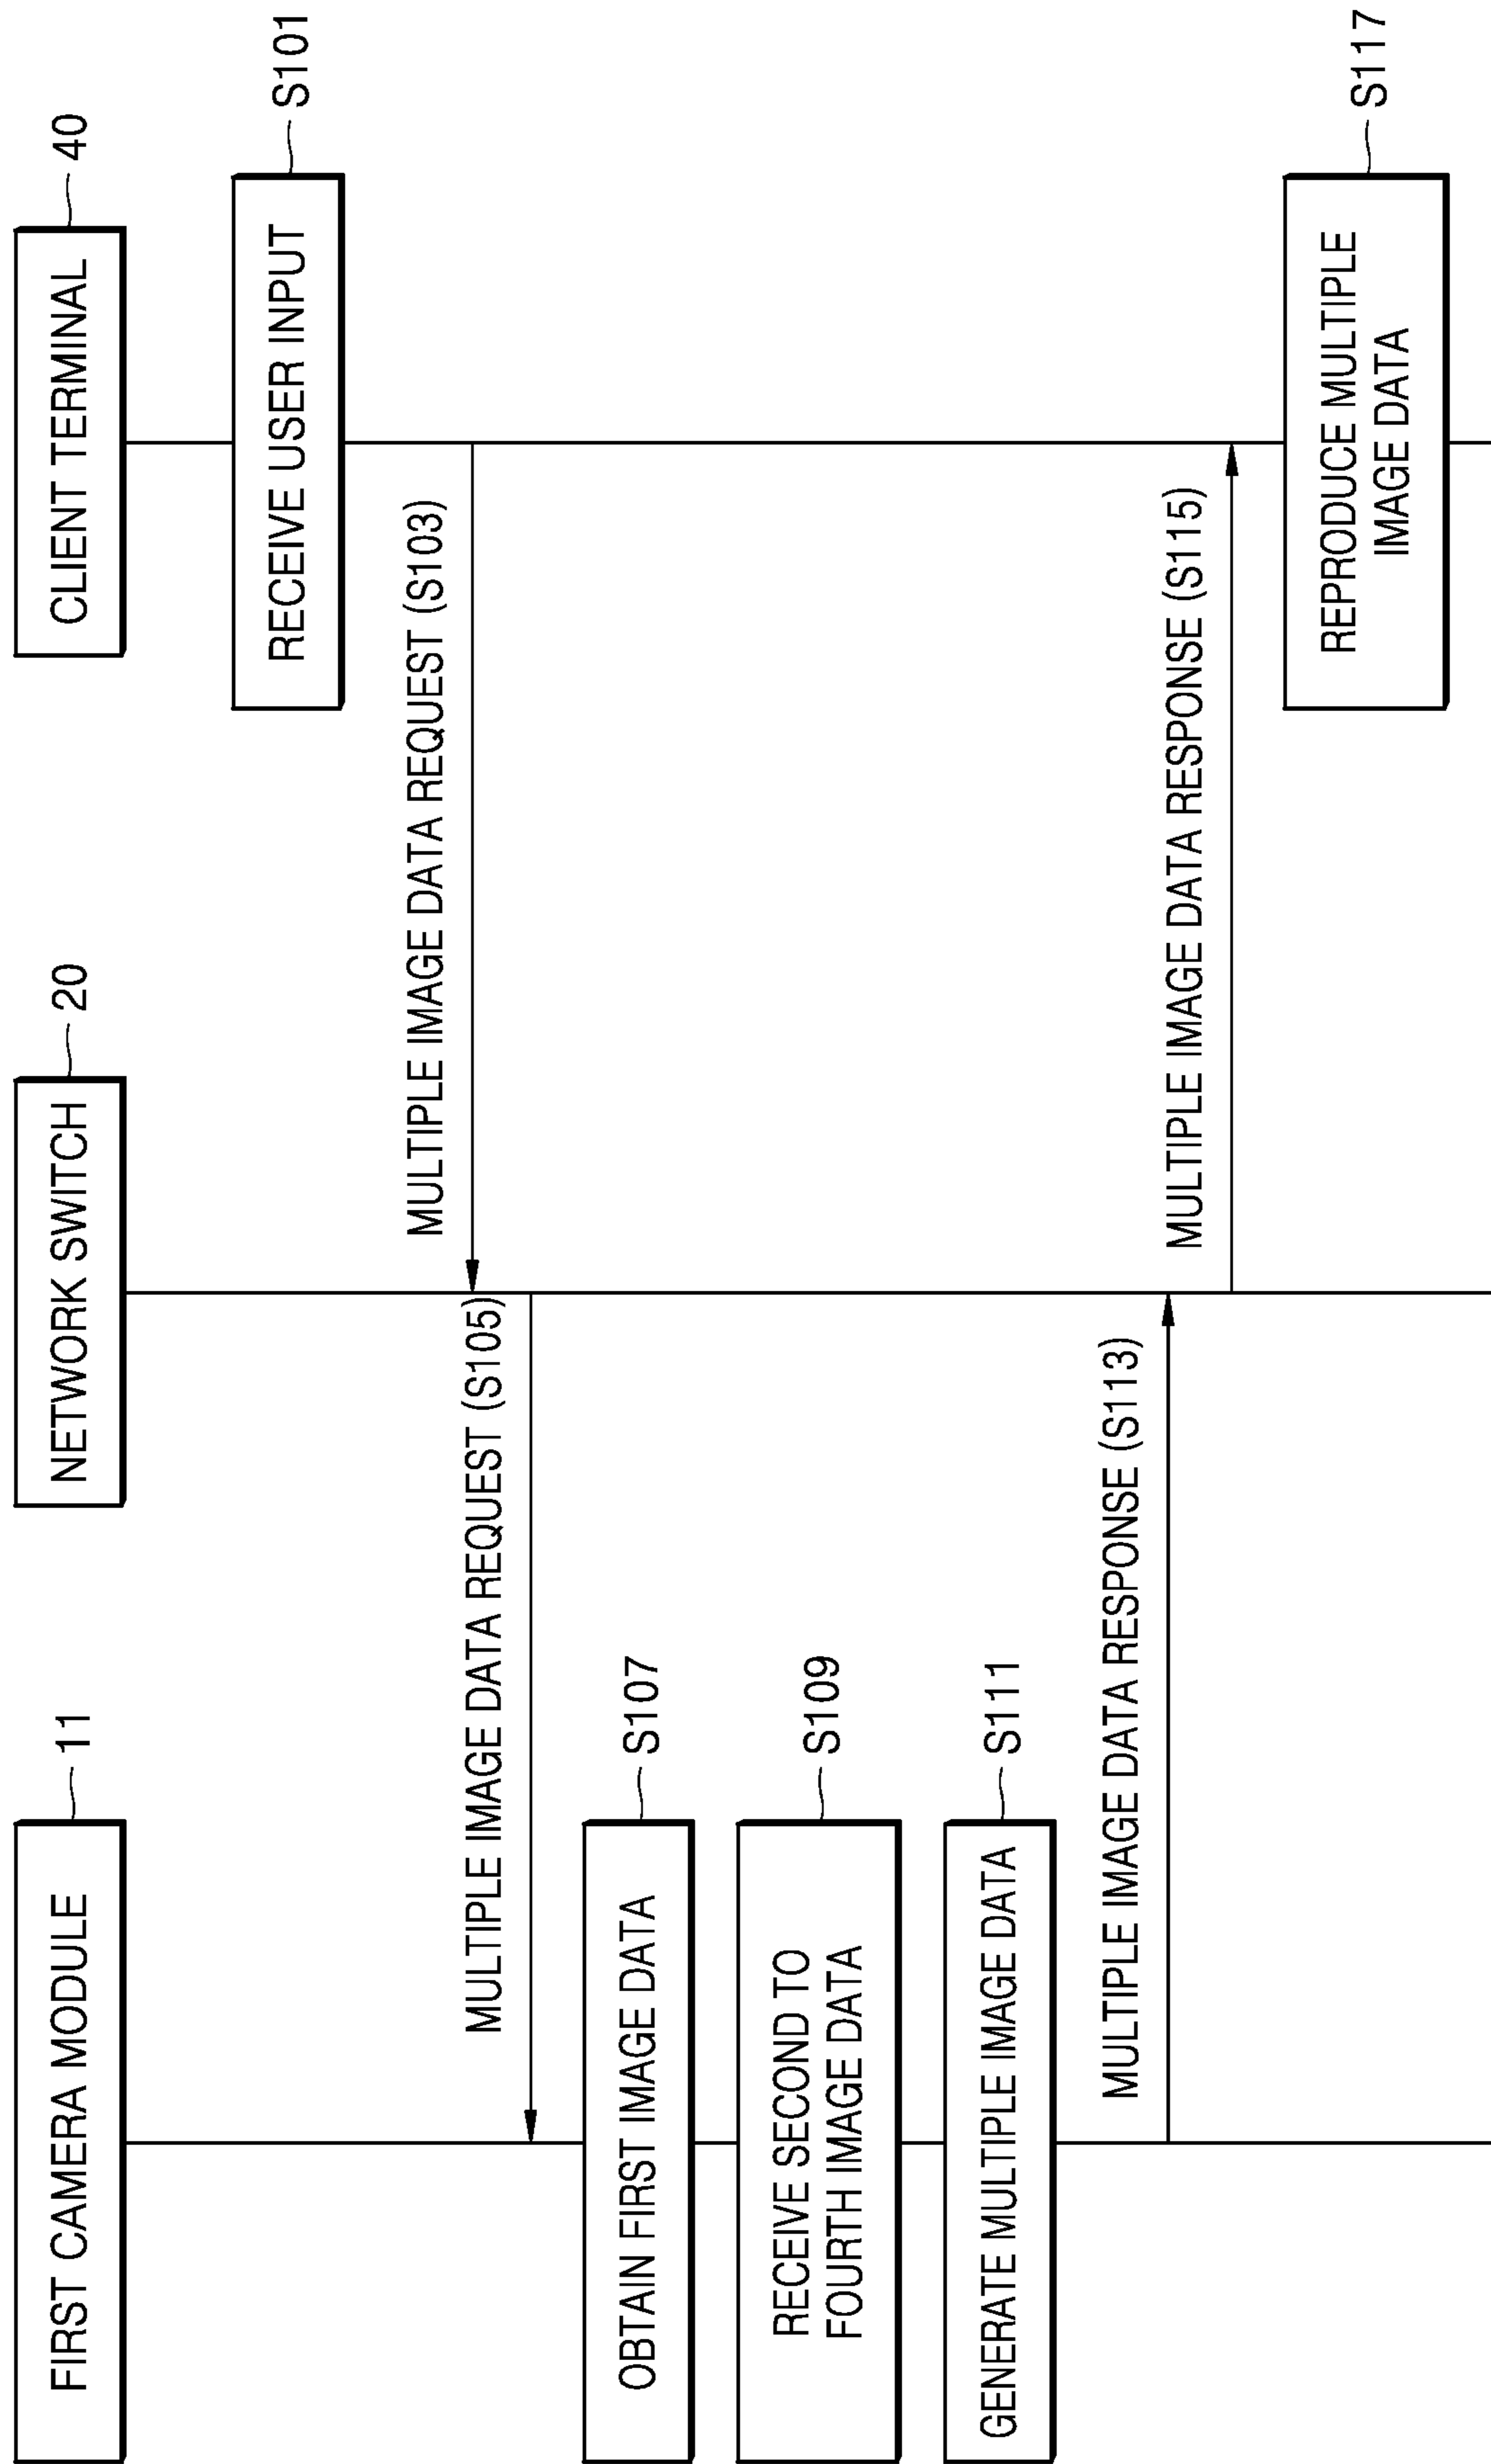 FIRST CAMERA MODULE
11
NETWORK SWITCH
20
CLIENT TERMINAL
40
RECEIVE USER INPUT
S101
MULTIPLE IMAGE DATA REQUEST (S103)
MULTIPLE IMAGE DATA REQUEST (S105)
OBTAIN FIRST IMAGE DATA
S107
RECEIVE SECOND TO
FOURTH IMAGE DATA
S109
GENERATE MULTIPLE IMAGE DATA
S111
MULTIPLE IMAGE DATA RESPONSE (S113)
MULTIPLE IMAGE DATA RESPONSE (S115)
REPRODUCE MULTIPLE
IMAGE DATA
S117